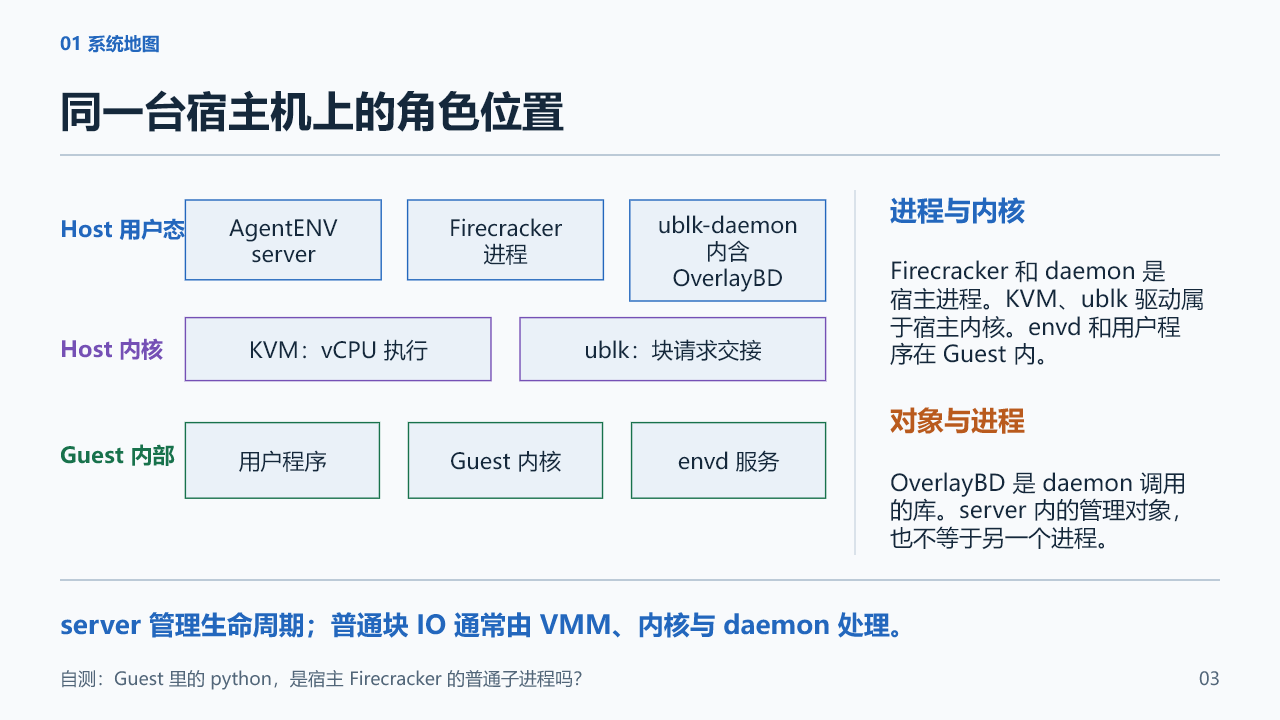 01 系统地图
同一台宿主机上的角色位置
Host 用户态
AgentENV
server
Firecracker
进程
ublk-daemon
内含
OverlayBD
Host 内核
KVM：vCPU 执行
ublk：块请求交接
Guest 内部
用户程序
Guest 内核
envd 服务
进程与内核
Firecracker 和 daemon 是
宿主进程。KVM、ublk 驱动属
于宿主内核。envd 和用户程
序在 Guest 内。
对象与进程
OverlayBD 是 daemon 调用
的库。server 内的管理对象，
也不等于另一个进程。
server 管理生命周期；普通块 IO 通常由 VMM、内核与 daemon 处理。
自测：Guest 里的 python，是宿主 Firecracker 的普通子进程吗？
03